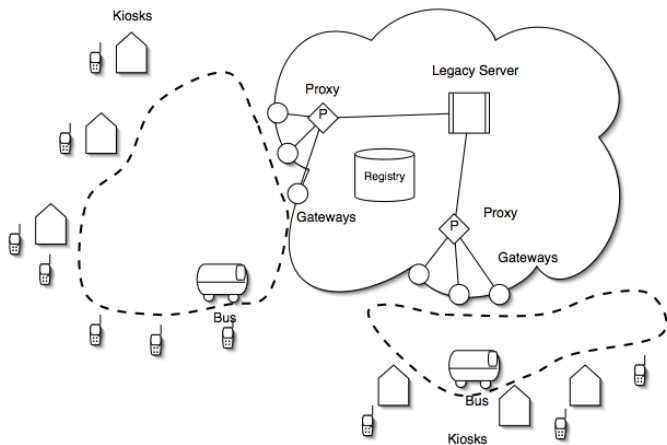 Kiosks
Proxy
P
Legacy Server
Registry
Gateways
P
Proxy
Gateways
Bus
Bus
Kiosks